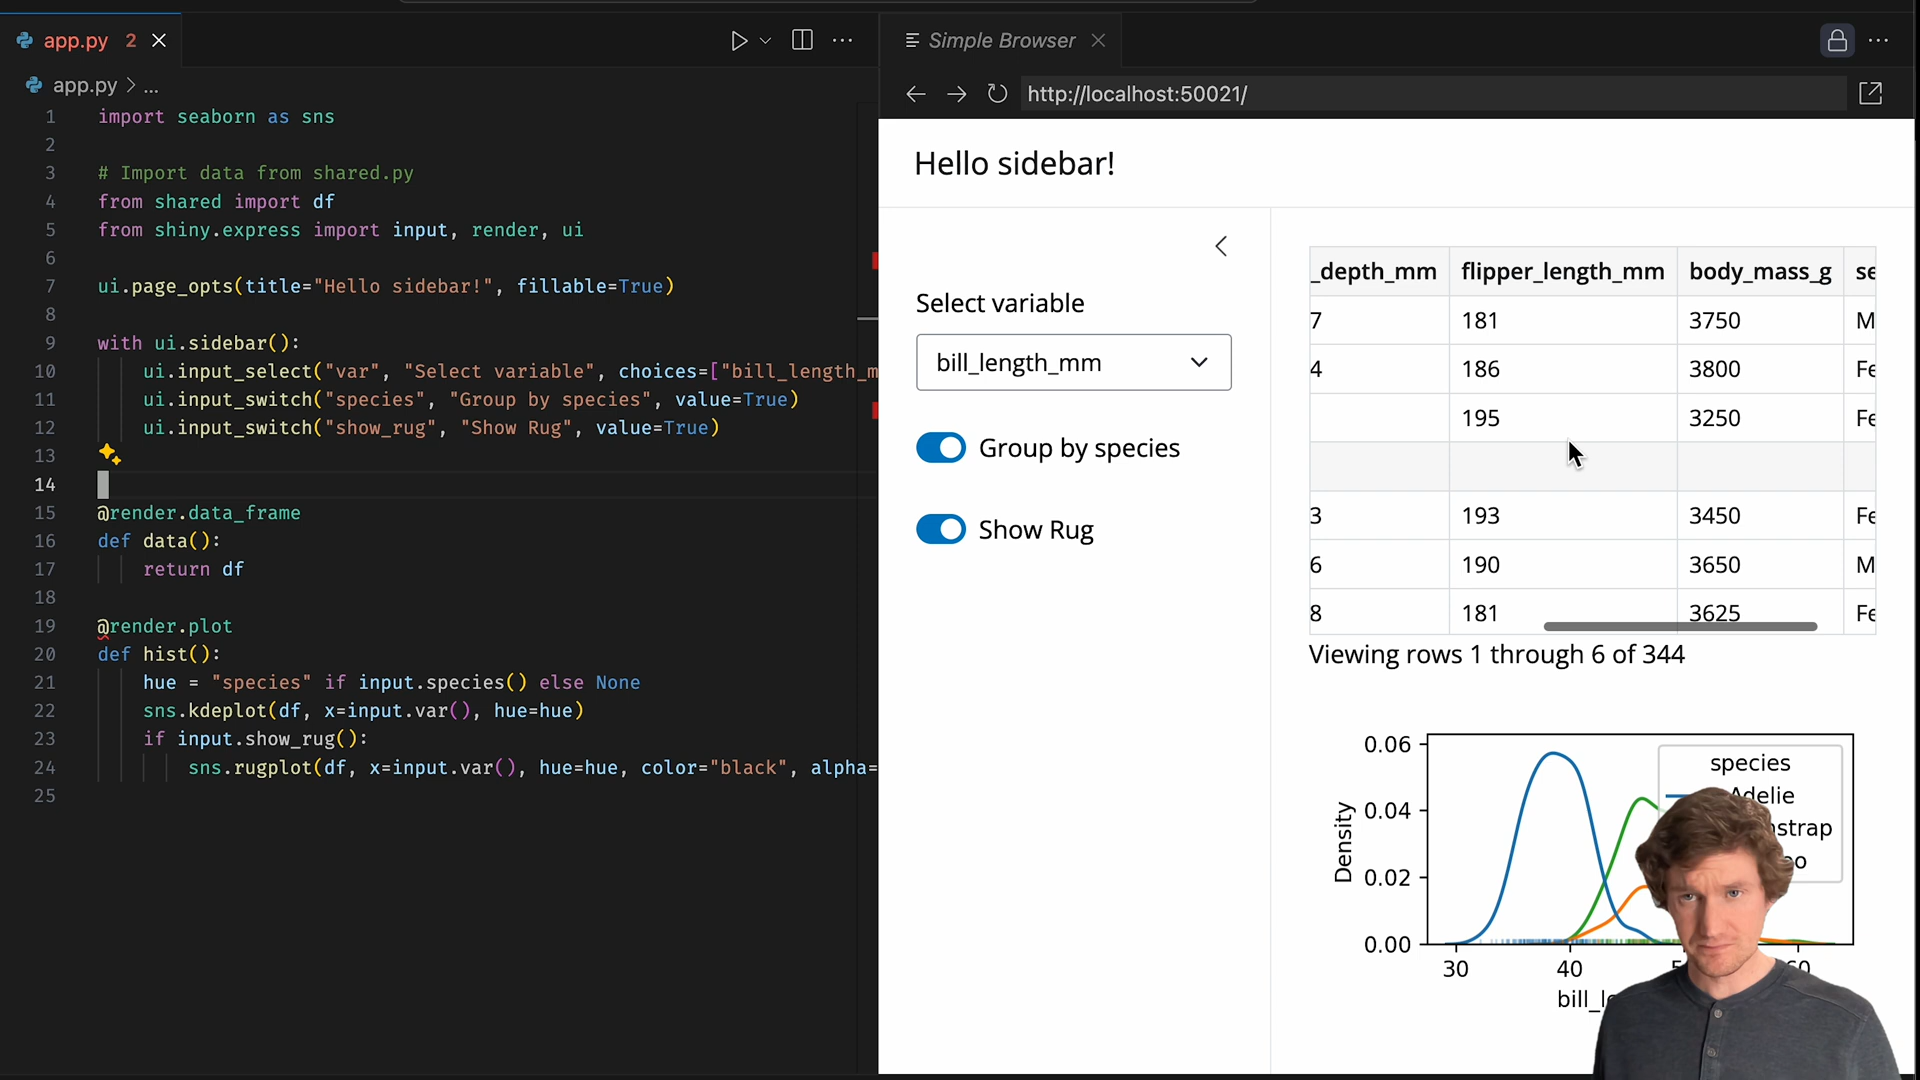 app.py 2
app.py > ...
1 import seaborn as sns
2
3 # Import data from shared.py
4 from shared import df
5 from shiny.express import input, render, ui
6
7 ui.page_opts(title="Hello sidebar!", fillable=True)
8
9 with ui.sidebar():
10 ui.input_select("var", "Select variable", choices=["bill_length_m
11 ui.input_switch("species", "Group by species", value=True)
12 ui.input_switch("show_rug", "Show Rug", value=True)
13
14
15 @render.data_frame
16 def data():
17 return df
18
19 @render.plot
20 def hist():
21 hue = "species" if input.species() else None
22 sns.kdeplot(df, x=input.var(), hue=hue)
23 if input.show_rug():
24 sns.rugplot(df, x=input.var(), hue=hue, color="black", alpha=
25
Simple Browser
http://localhost:50021/
Hello sidebar!
Select variable
bill_length_mm
Group by species
Show Rug
_depth_mm flipper_length_mm body_mass_g se
7 181 3750 M
4 186 3800 Fe
195 3250 Fe
3 193 3450 Fe
6 190 3650 M
8 181 3625 Fe
Viewing rows 1 through 6 of 344
species
Adelie
nstrap
oo
Density
0.06
0.04
0.02
0.00
30 40 5 60
bill_l